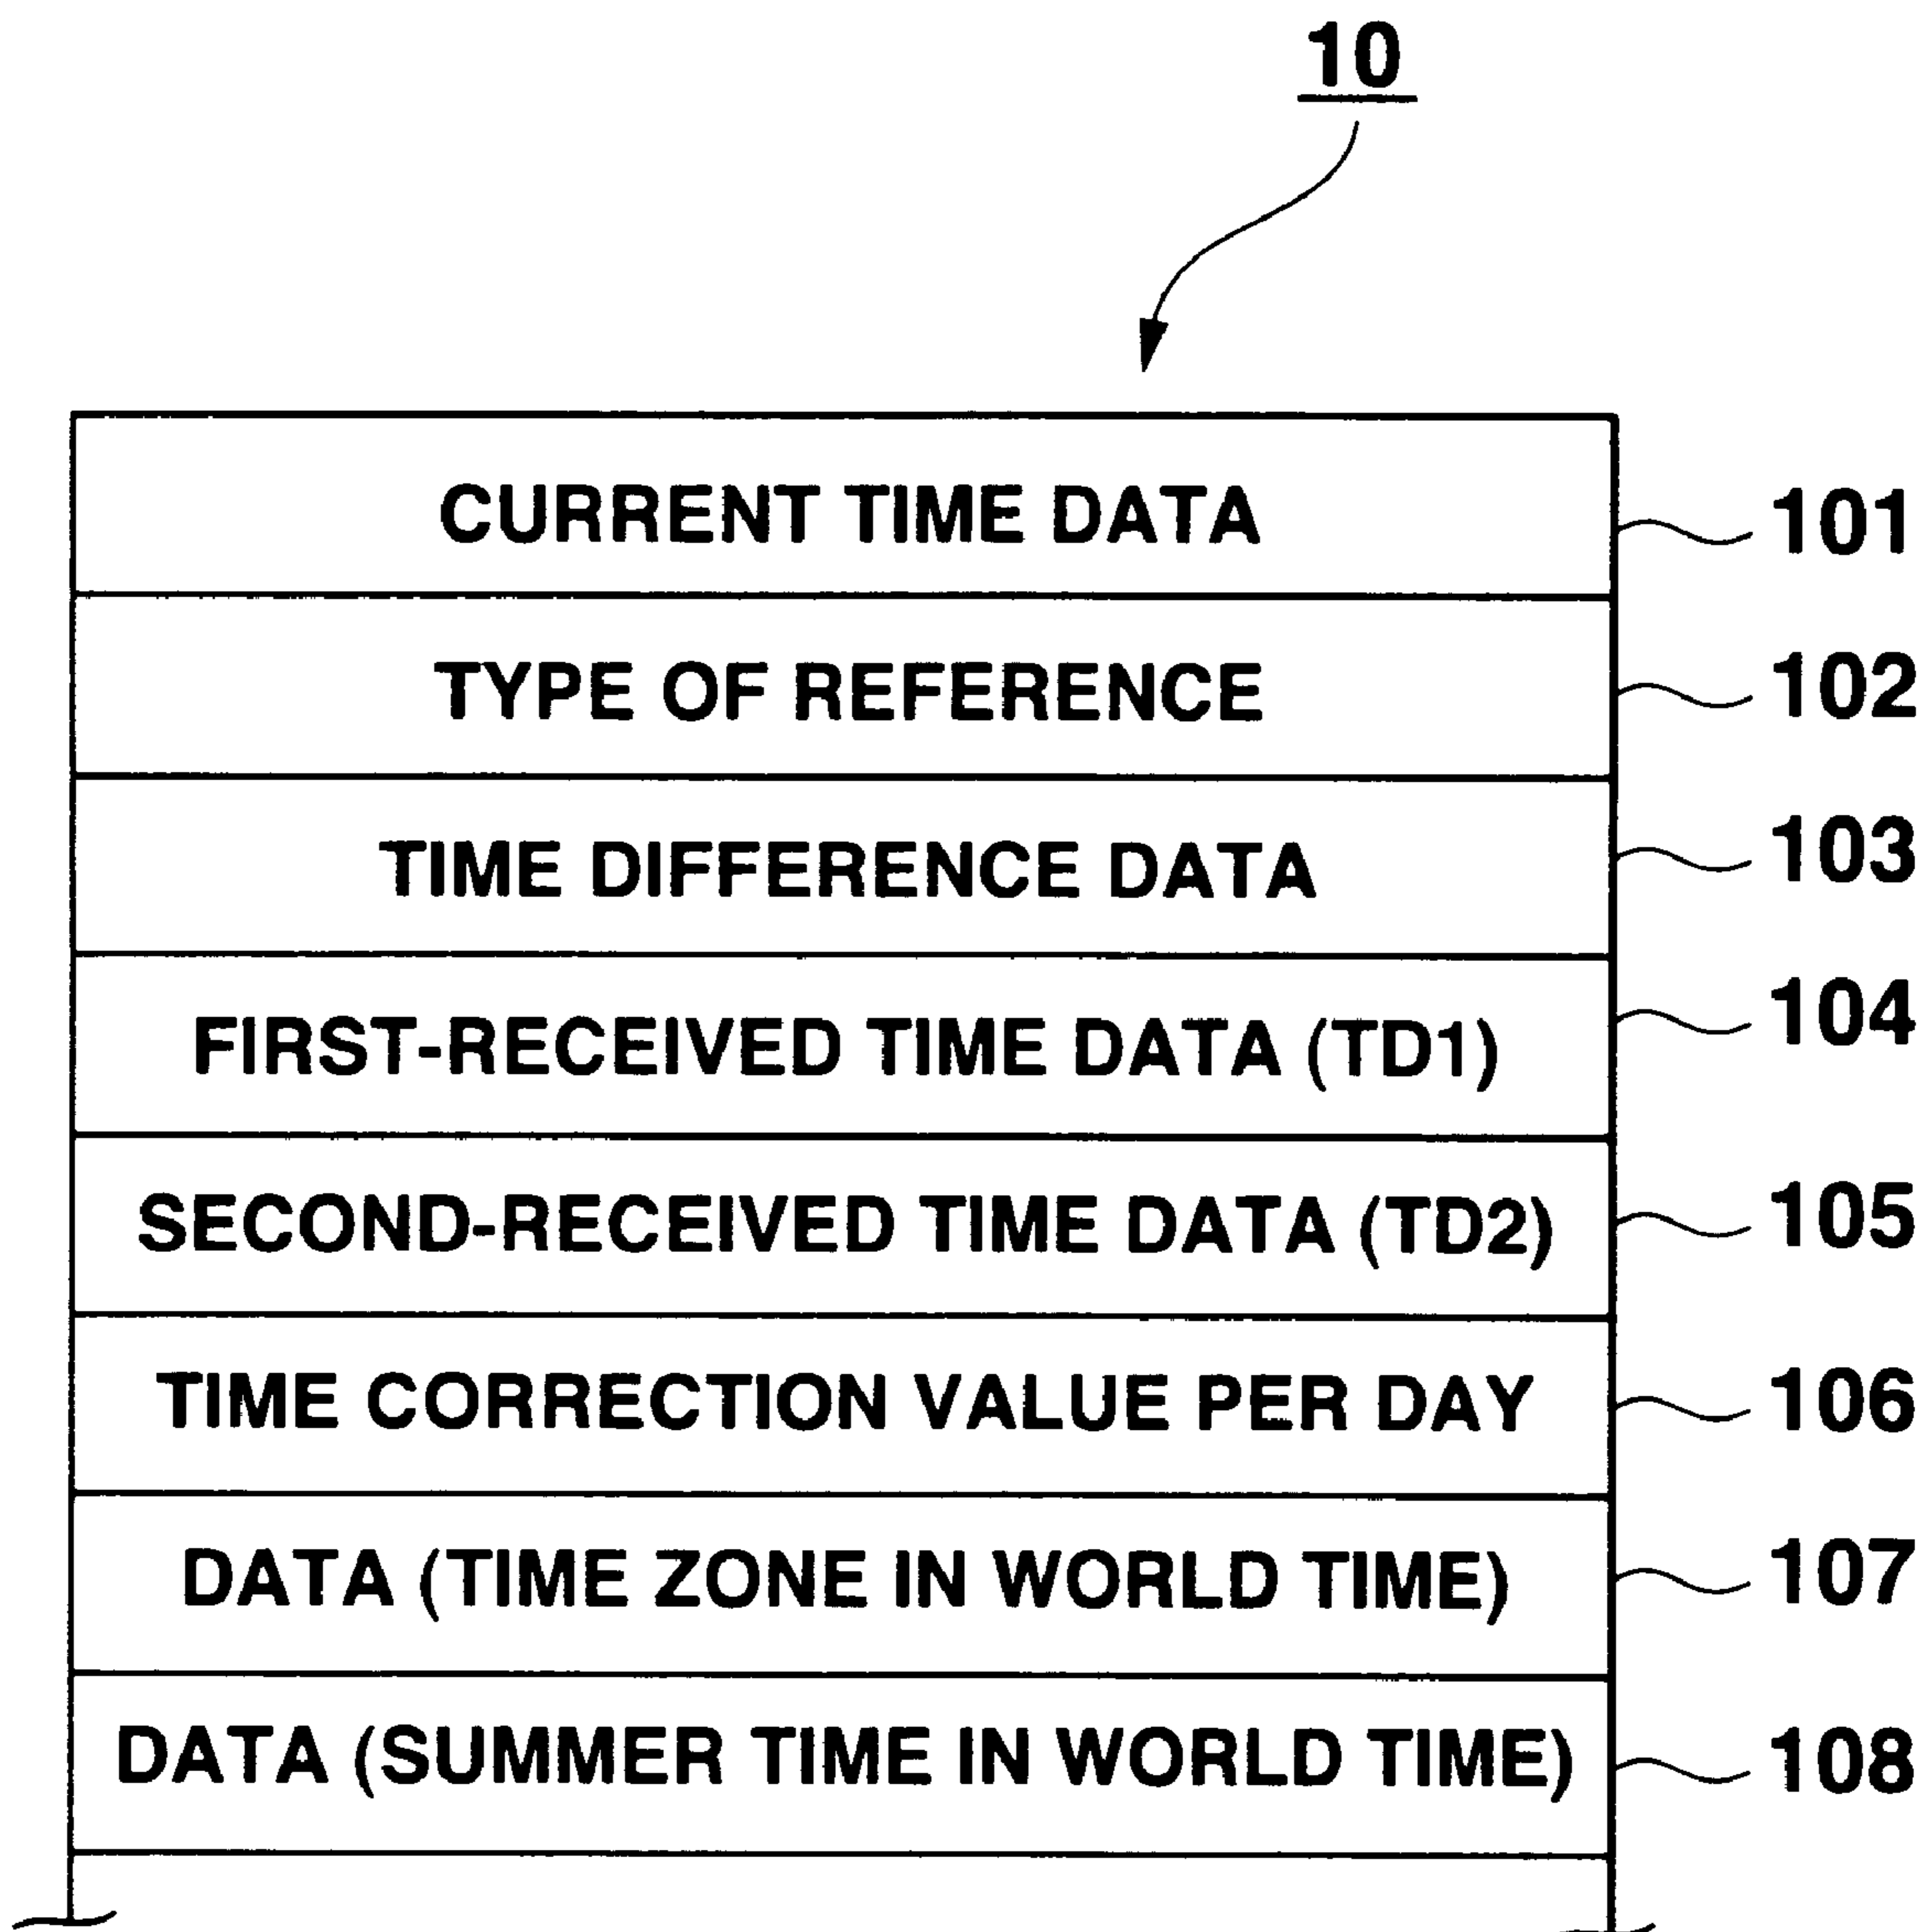 10
CURRENT TIME DATA 101
TYPE OF REFERENCE 102
TIME DIFFERENCE DATA 103
FIRST-RECEIVED TIME DATA (TD1) 104
SECOND-RECEIVED TIME DATA (TD2) 105
TIME CORRECTION VALUE PER DAY 106
DATA (TIME ZONE IN WORLD TIME) 107
DATA (SUMMER TIME IN WORLD TIME) 108